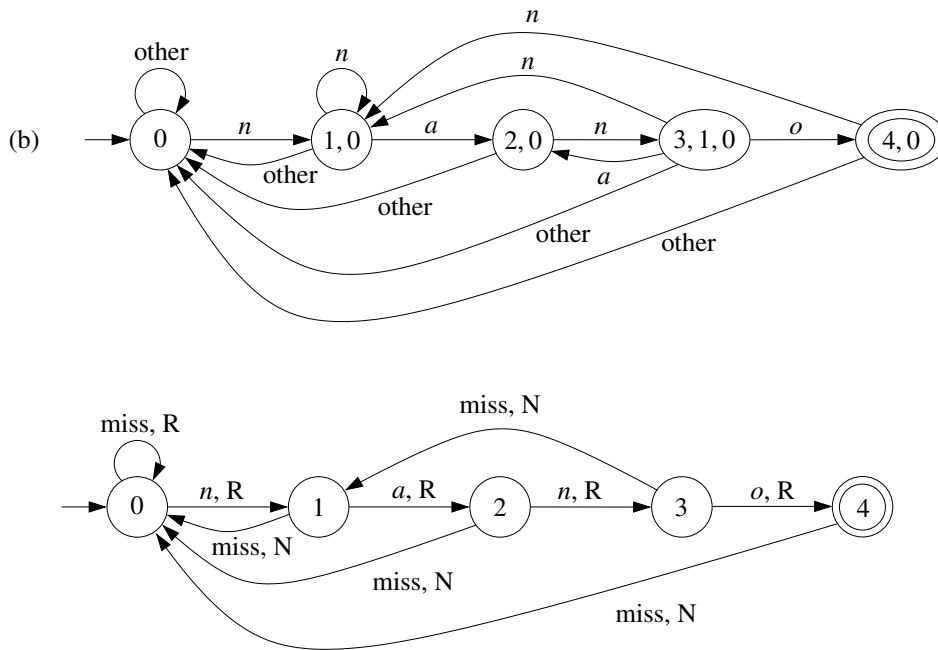 n
other n n
(b) 0 n 1, 0 a 2, 0 n 3, 1, 0 o 4, 0
other a
other
other
other
miss, N
miss, R
0 n, R 1 a, R 2 n, R 3 o, R 4
miss, N
miss, N
miss, N